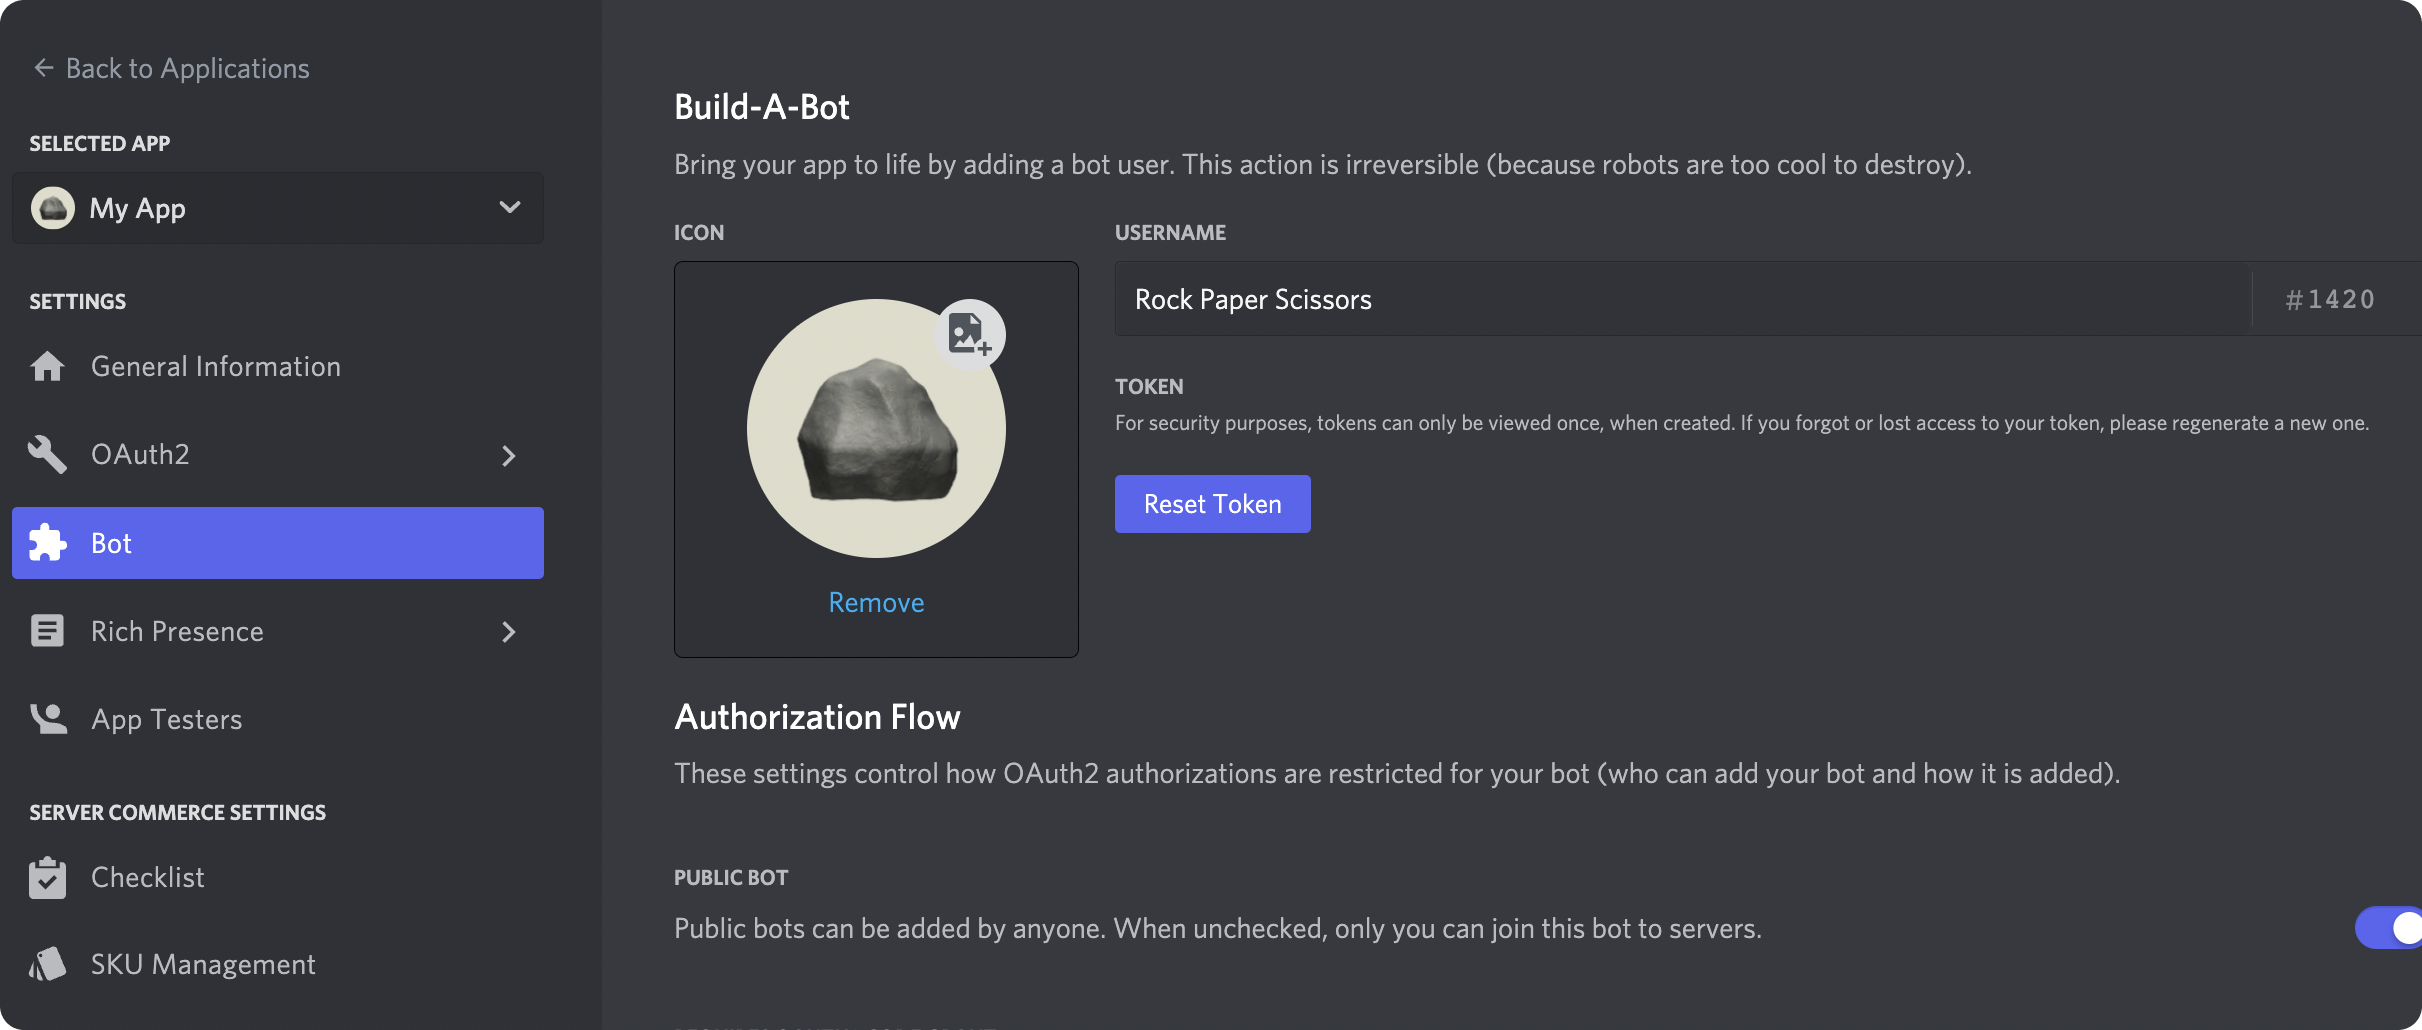 Back to Applications
SELECTED APP
My App
SETTINGS
General Information
OAuth2
Bot
Rich Presence
App Testers
SERVER COMMERCE SETTINGS
Checklist
SKU Management
Build-A-Bot
Bring your app to life by adding a bot user. This action is irreversible (because robots are too cool to destroy).
ICON
Remove
USERNAME
Rock Paper Scissors
#1420
TOKEN
For security purposes, tokens can only be viewed once, when created. If you forgot or lost access to your token, please regenerate a new one.
Reset Token
Authorization Flow
These settings control how OAuth2 authorizations are restricted for your bot (who can add your bot and how it is added).
PUBLIC BOT
Public bots can be added by anyone. When unchecked, only you can join this bot to servers.